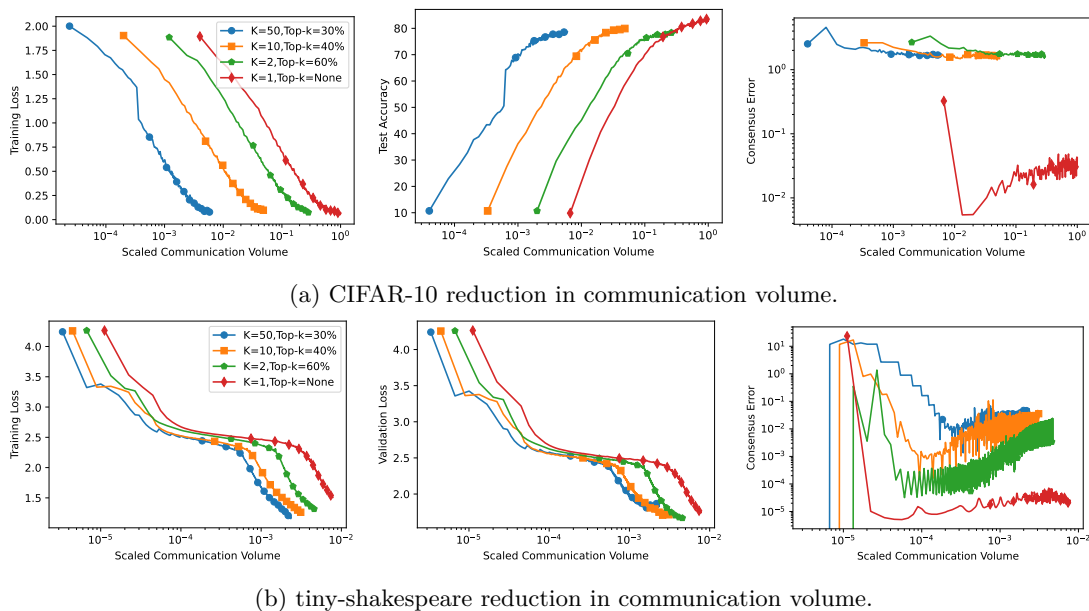 2.00
1.75
1.50
1.25
1.00
0.75
0.50
0.25
0.00
Training Loss
K=50,Top-k=30%
K=10,Top-k=40%
K=2,Top-k=60%
K=1,Top-k=None
10⁻⁴ 10⁻³ 10⁻² 10⁻¹ 10⁰
Scaled Communication Volume
80
70
60
50
40
30
20
10
Test Accuracy
10⁻⁴ 10⁻³ 10⁻² 10⁻¹ 10⁰
Scaled Communication Volume
10⁰
10⁻¹
10⁻²
Consensus Error
10⁻⁴ 10⁻³ 10⁻² 10⁻¹ 10⁰
Scaled Communication Volume
(a) CIFAR-10 reduction in communication volume.
4.0
3.5
3.0
2.5
2.0
1.5
Training Loss
K=50,Top-k=30%
K=10,Top-k=40%
K=2,Top-k=60%
K=1,Top-k=None
10⁻⁵ 10⁻⁴ 10⁻³ 10⁻²
Scaled Communication Volume
4.0
3.5
3.0
2.5
2.0
Validation Loss
10⁻⁵ 10⁻⁴ 10⁻³ 10⁻²
Scaled Communication Volume
10¹
10⁰
10⁻¹
10⁻²
10⁻³
10⁻⁴
10⁻⁵
Consensus Error
10⁻⁵ 10⁻⁴ 10⁻³ 10⁻²
Scaled Communication Volume
(b) tiny-shakespeare reduction in communication volume.